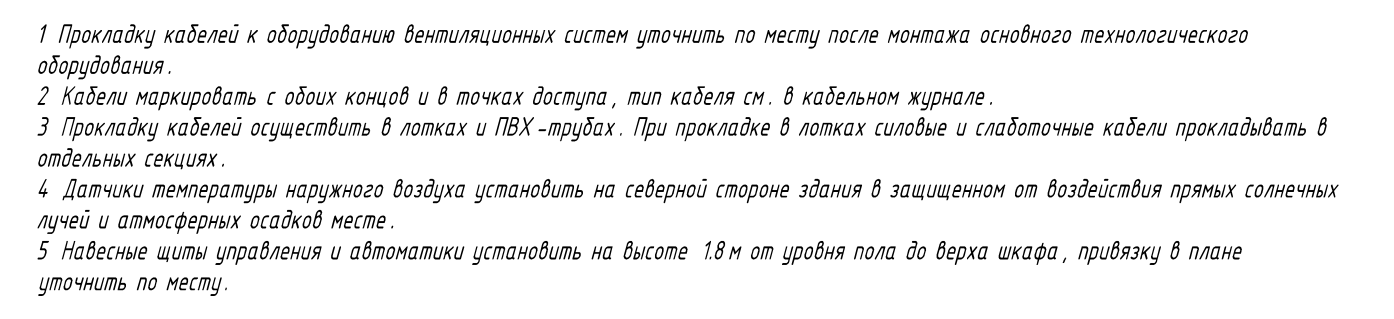 1 Прокладку кабелей к оборудованию вентиляционных систем уточнить по месту после монтажа основного технологического
оборудования.
2 Кабели маркировать с обоих концов и в точках доступа, тип кабеля см. в кабельном журнале.
3 Прокладку кабелей осуществить в лотках и ПВХ-трубах. При прокладке в лотках силовые и слаботочные кабели прокладывать в
отдельных секциях.
4 Датчики температуры наружного воздуха установить на северной стороне здания в защищенном от воздействия прямых солнечных
лучей и атмосферных осадков месте.
5 Навесные щиты управления и автоматики установить на высоте 1.8 м от уровня пола до верха шкафа, привязку в плане
уточнить по месту.